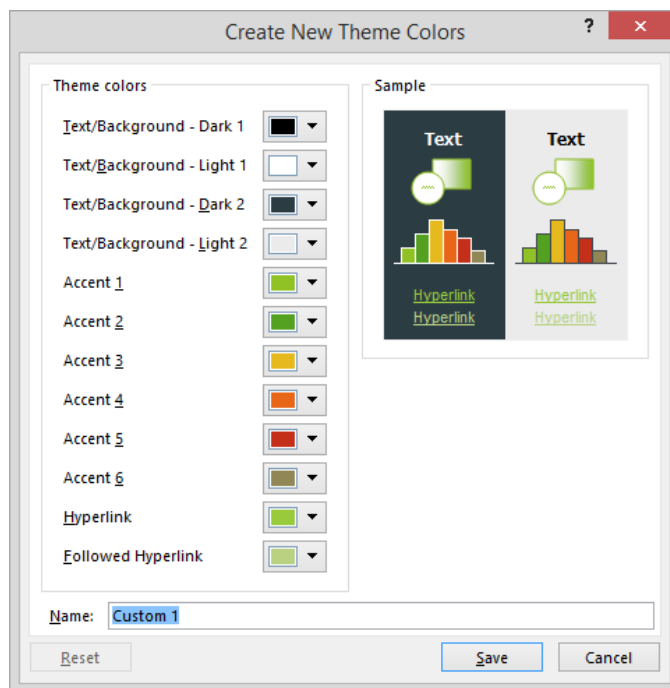 Create New Theme Colors
?
Theme colors
Text/Background - Dark 1
Text/Background - Light 1
Text/Background - Dark 2
Text/Background - Light 2
Accent 1
Accent 2
Accent 3
Accent 4
Accent 5
Accent 6
Hyperlink
Followed Hyperlink
Sample
Text Text
Hyperlink Hyperlink
Hyperlink Hyperlink
Name: Custom 1
Reset Save Cancel